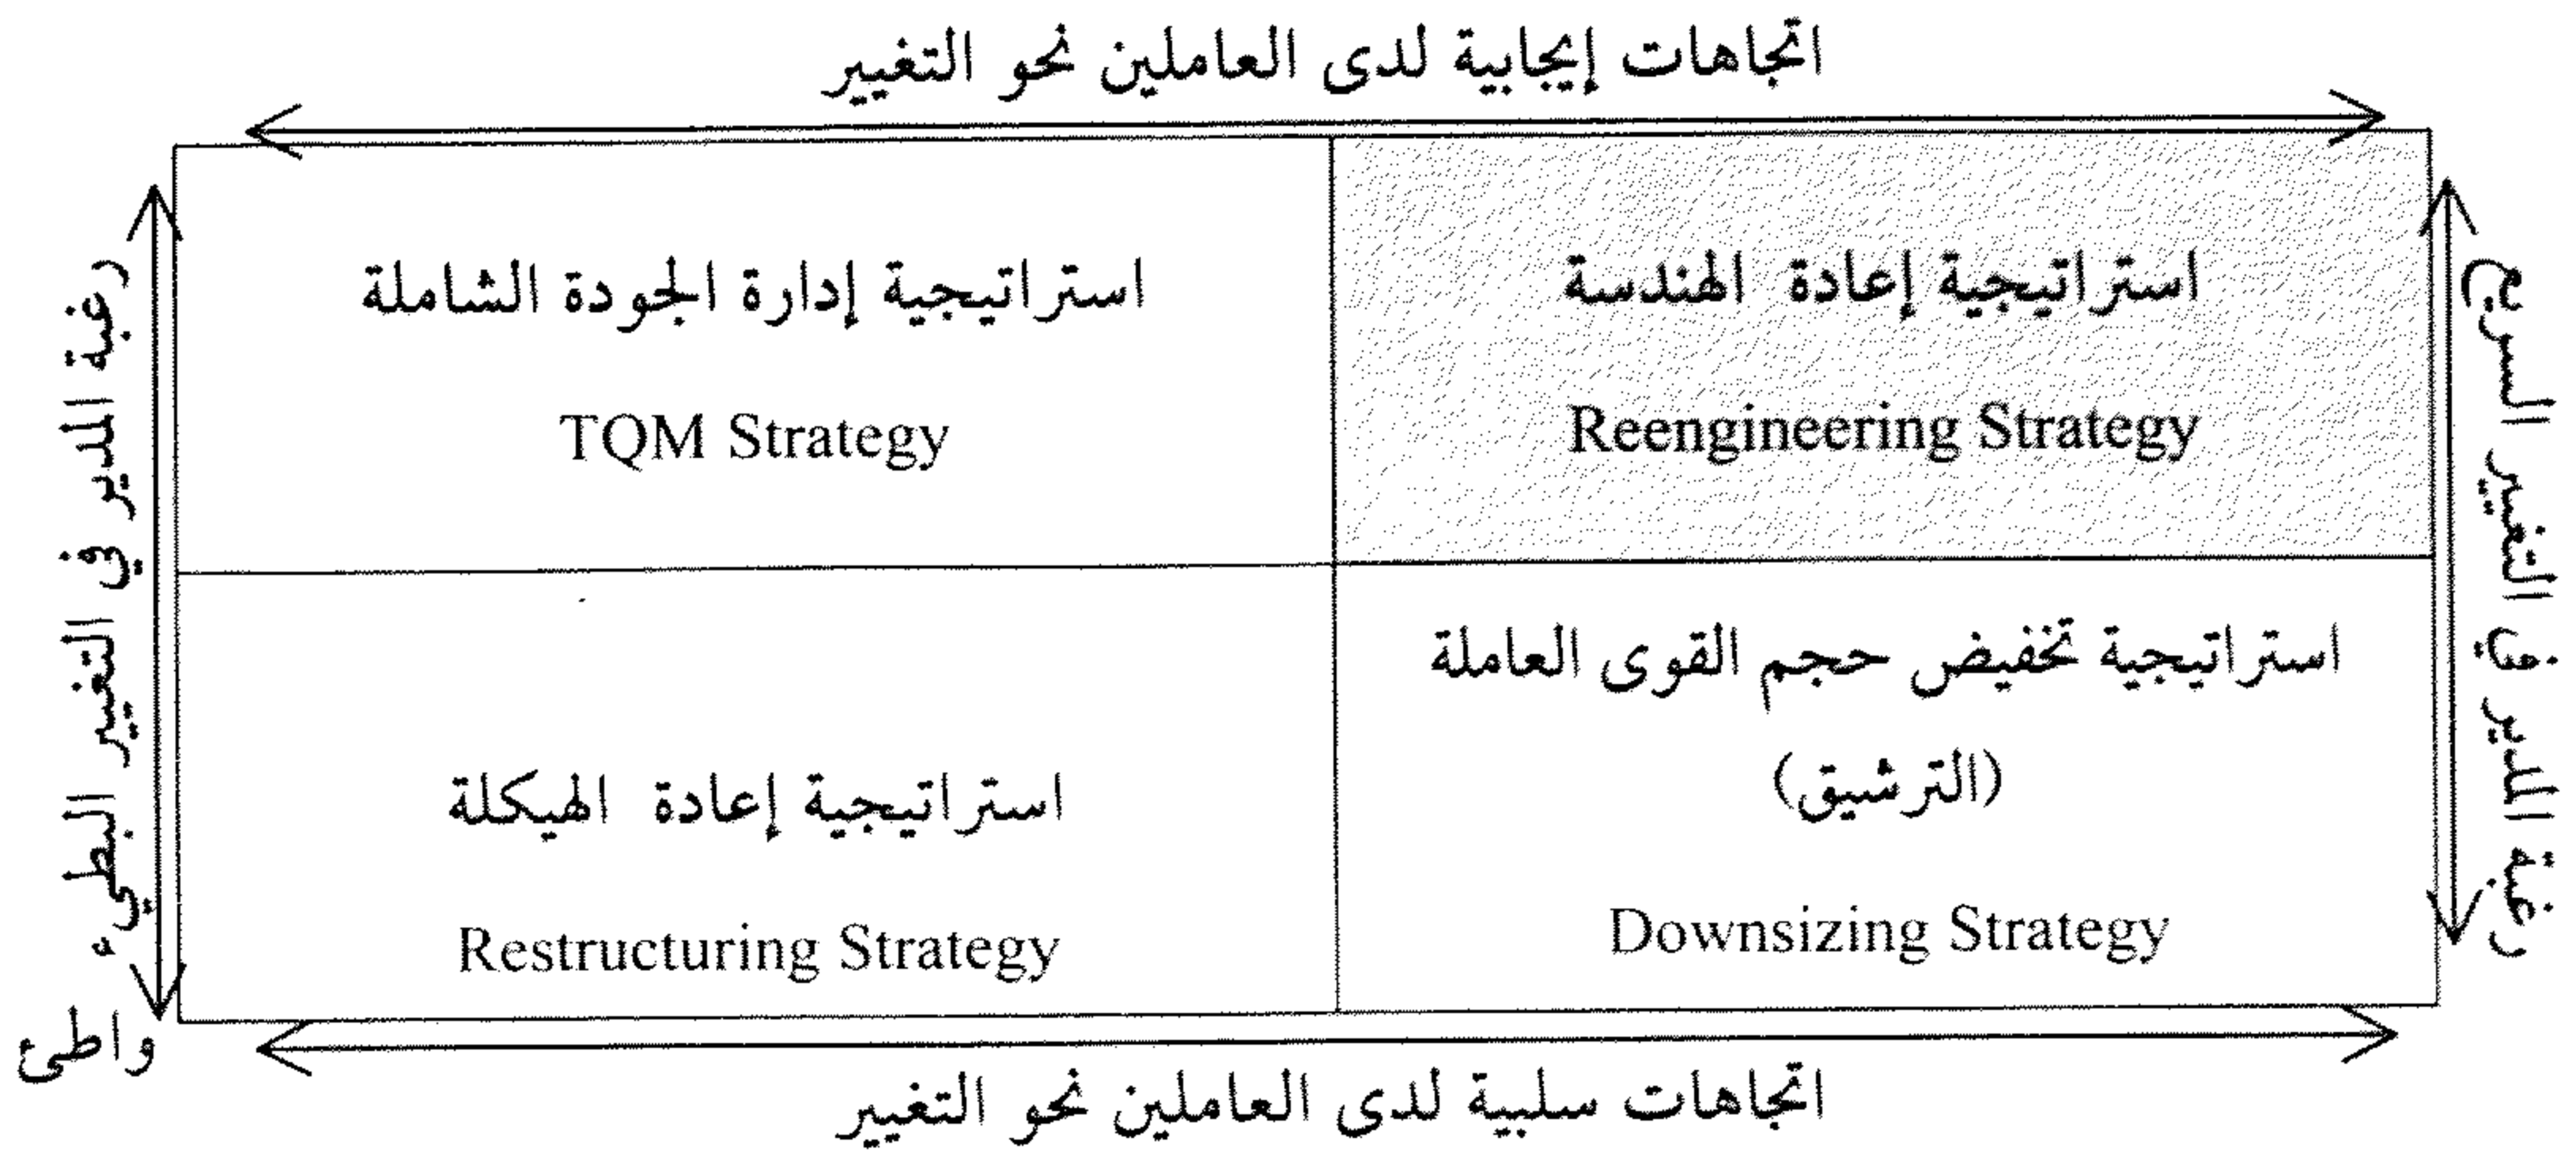 اتجاهات إيجابية لدى العاملين نحو التغيير
رغبة المدير في التغيير السريع
استراتيجية إعادة الهندسة
Reengineering Strategy
استراتيجية إدارة الجودة الشاملة
TQM Strategy
استراتيجية تخفيض حجم القوى العاملة
(الترشيق)
Downsizing Strategy
استراتيجية إعادة الهيكلة
Restructuring Strategy
رغبة المدير في التغيير البطيء
واطئ
اتجاهات سلبية لدى العاملين نحو التغيير